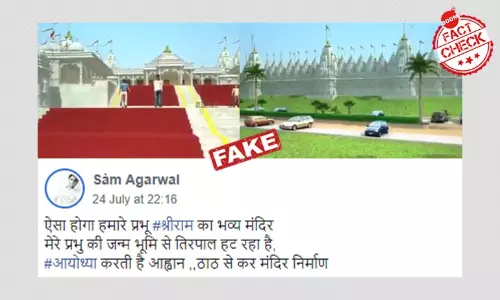 BOOM
FACT
CHECK
FAKE
Sàm Agarwal
24 July at 22:16
ऐसा होगा हमारे प्रभू #श्रीराम का भव्य मंदिर
मेरे प्रभु की जन्म भूमि से तिरपाल हट रहा है,
#आयोध्या करती है आह्वान ,,ठाठ से कर मंदिर निर्माण